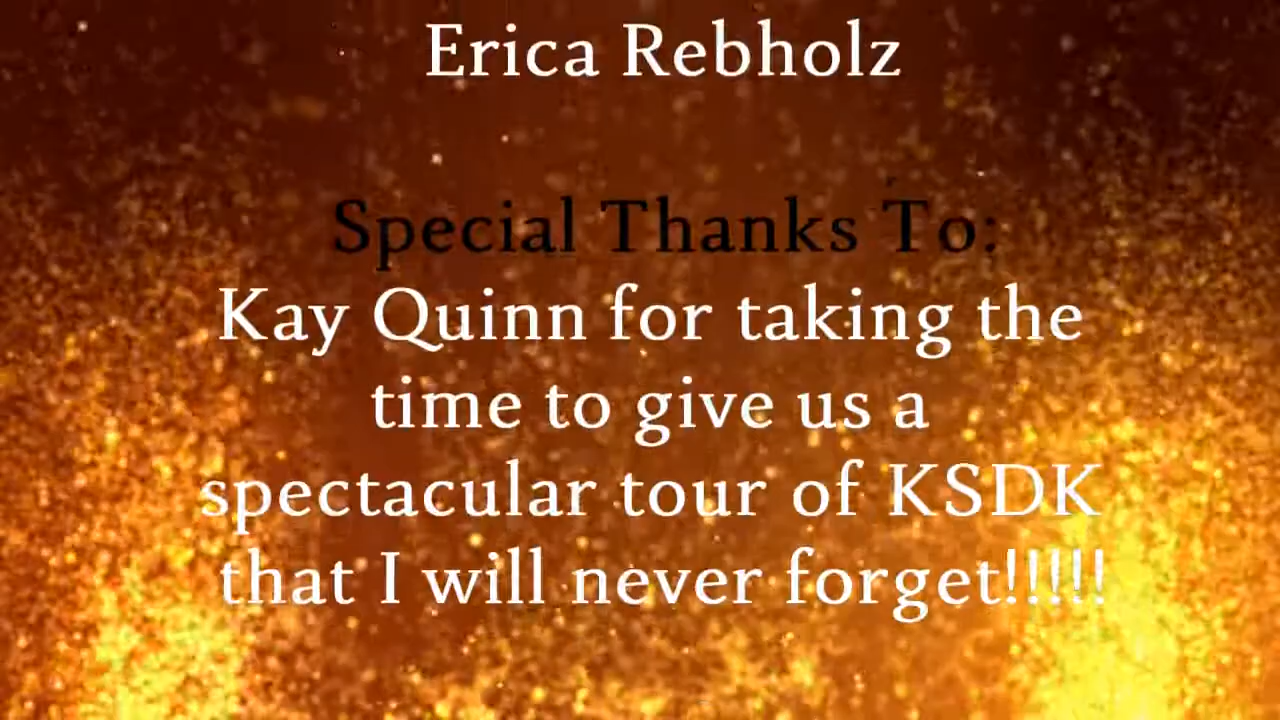 Erica Rebholz
Special Thanks To:
Kay Quinn for taking the
time to give us a
spectacular tour of KSDK
that I will never forget!!!!!